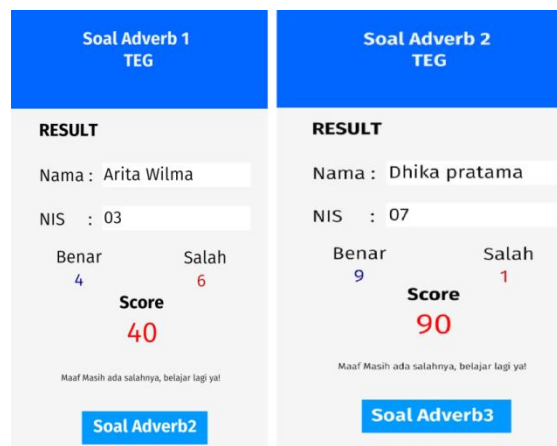 Soal Adverb 1
TEG
RESULT
Nama : Arita Wilma
NIS : 03
Benar Salah
4 6
Score
40
Maaf Masih ada salahnya, belajar lagi ya!
Soal Adverb2
Soal Adverb 2
TEG
RESULT
Nama : Dhika pratama
NIS : 07
Benar Salah
9 1
Score
90
Maaf Masih ada salahnya, belajar lagi ya!
Soal Adverb3